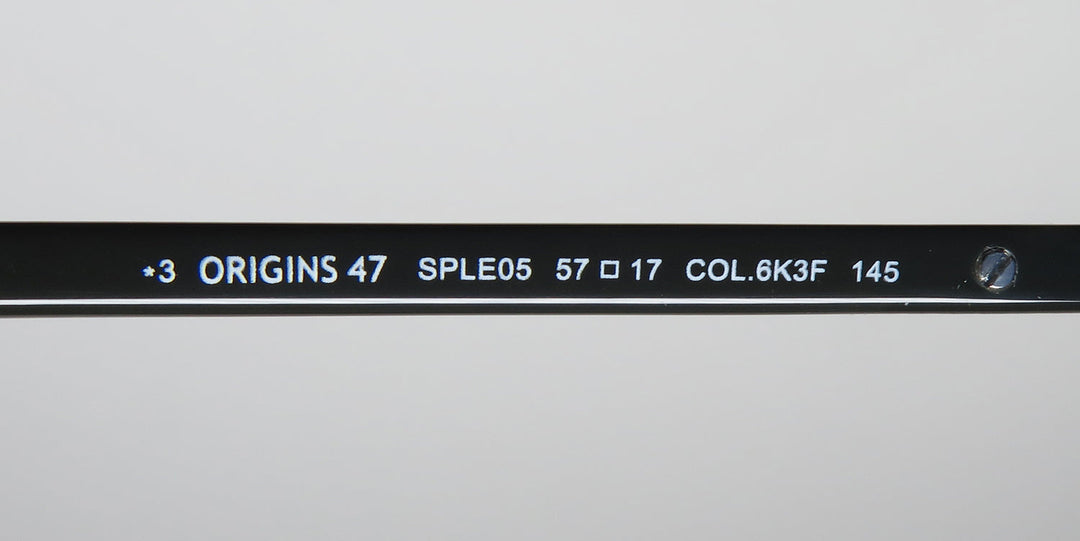 *3 ORIGINS 47 SPLE05 57 □ 17 COL.6K3F 145